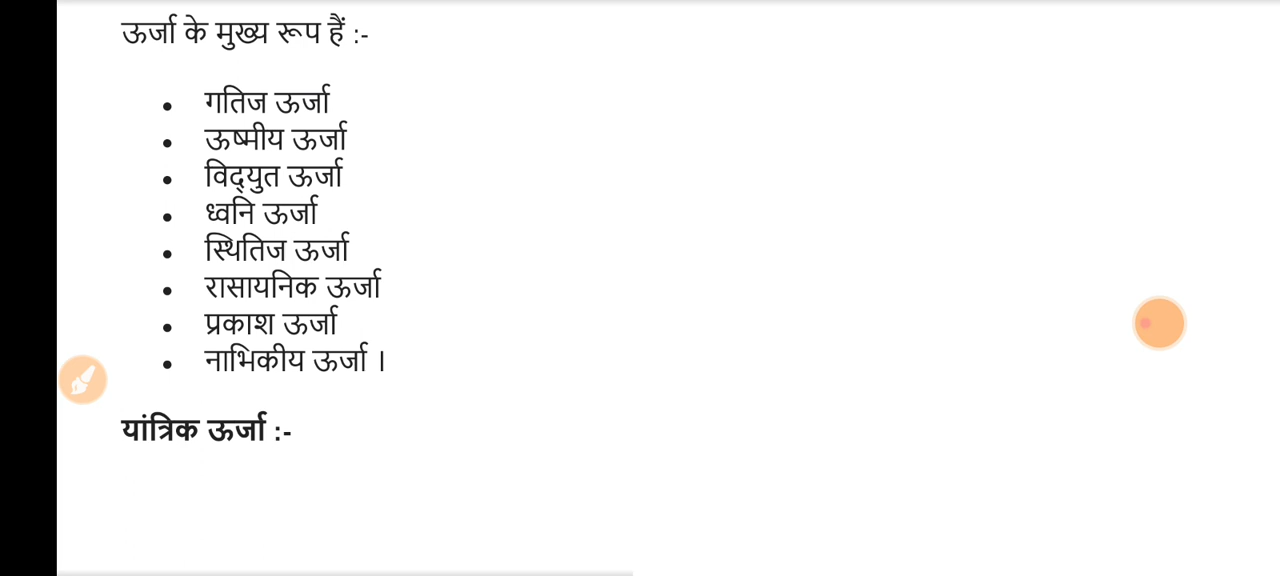 ऊर्जा के मुख्य रूप हैं :-
• गतिज ऊर्जा
• ऊष्मीय ऊर्जा
• विद्युत ऊर्जा
• ध्वनि ऊर्जा
• स्थितिज ऊर्जा
• रासायनिक ऊर्जा
• प्रकाश ऊर्जा
• नाभिकीय ऊर्जा ।
यांत्रिक ऊर्जा :-